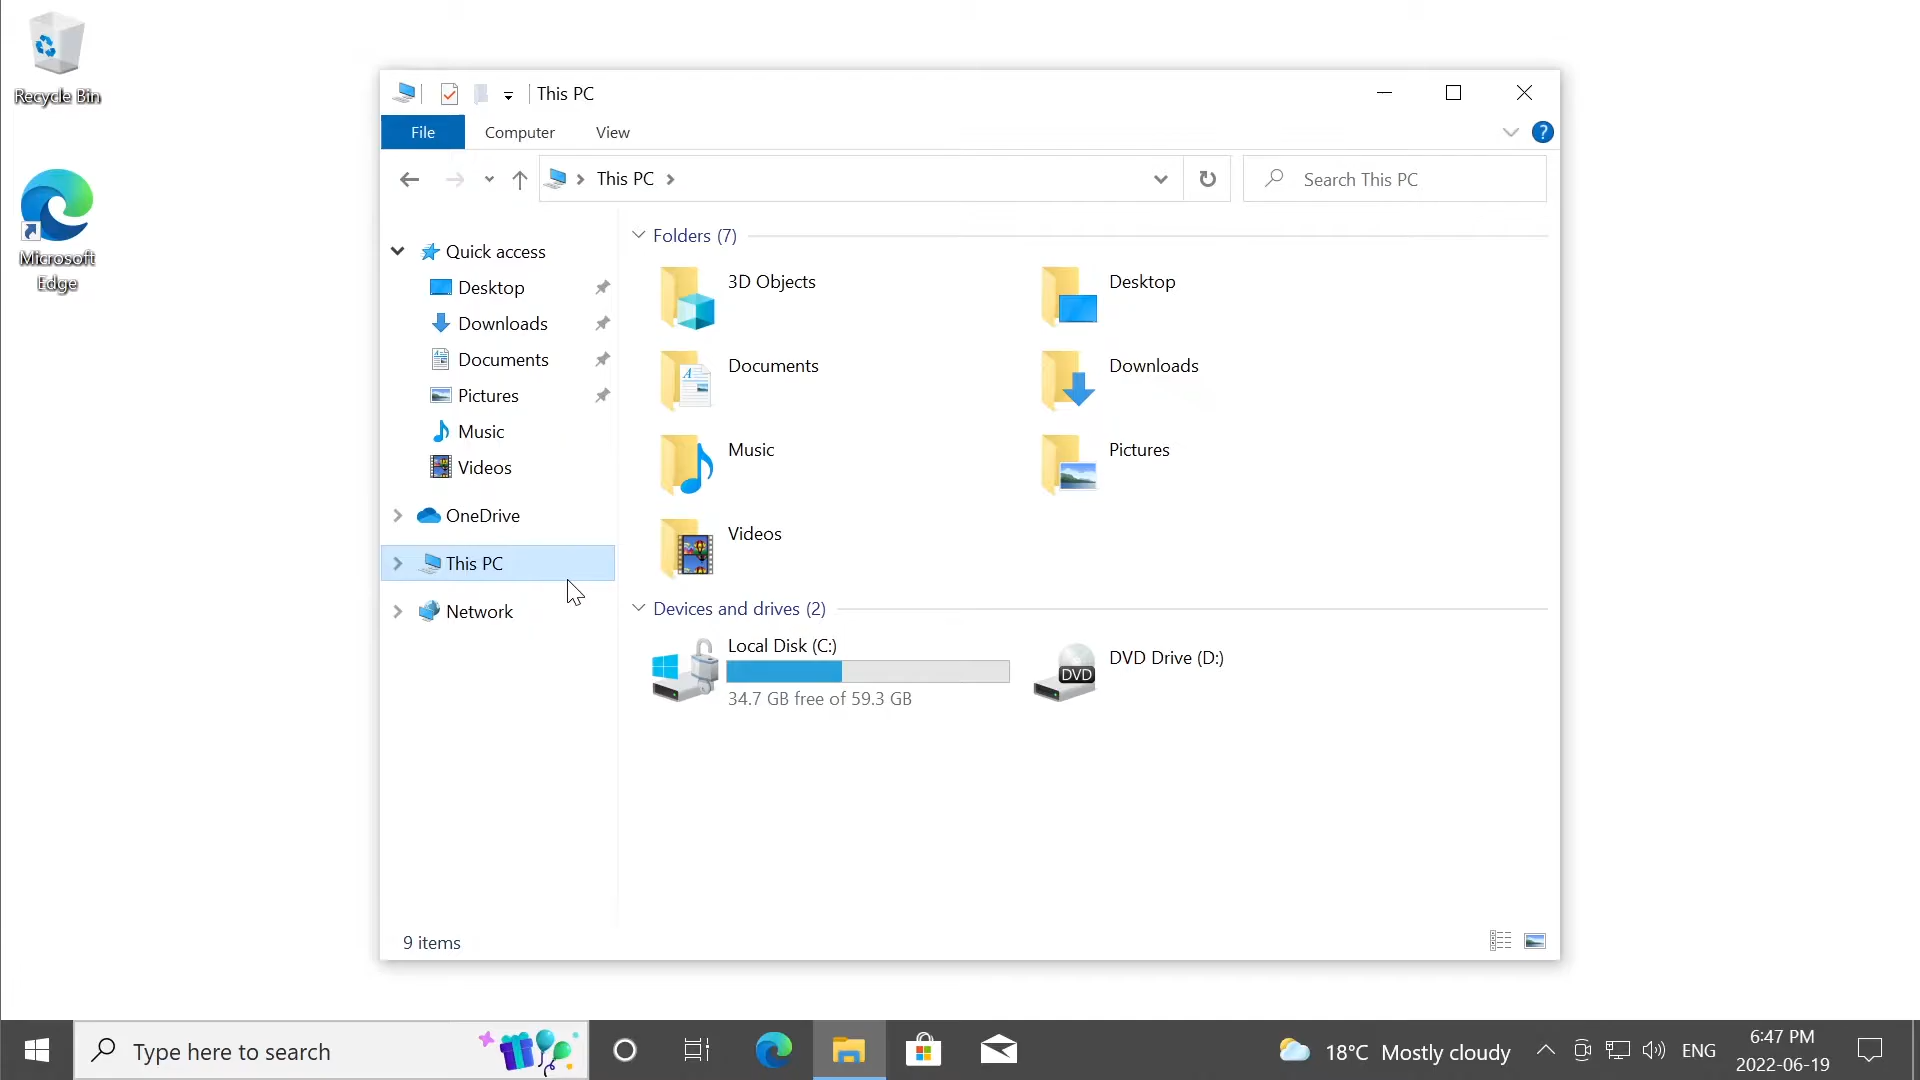 Recycle Bin
Microsoft
Edge
This PC
File
Computer
View
?
This PC
Search This PC
Quick access
Desktop
Downloads
Documents
Pictures
Music
Videos
OneDrive
This PC
Network
Folders (7)
3D Objects
Desktop
Documents
Downloads
Music
Pictures
Videos
Devices and drives (2)
Local Disk (C:)
34.7 GB free of 59.3 GB
DVD
DVD Drive (D:)
9 items
Type here to search
18°C Mostly cloudy
ENG
6:47 PM
2022-06-19